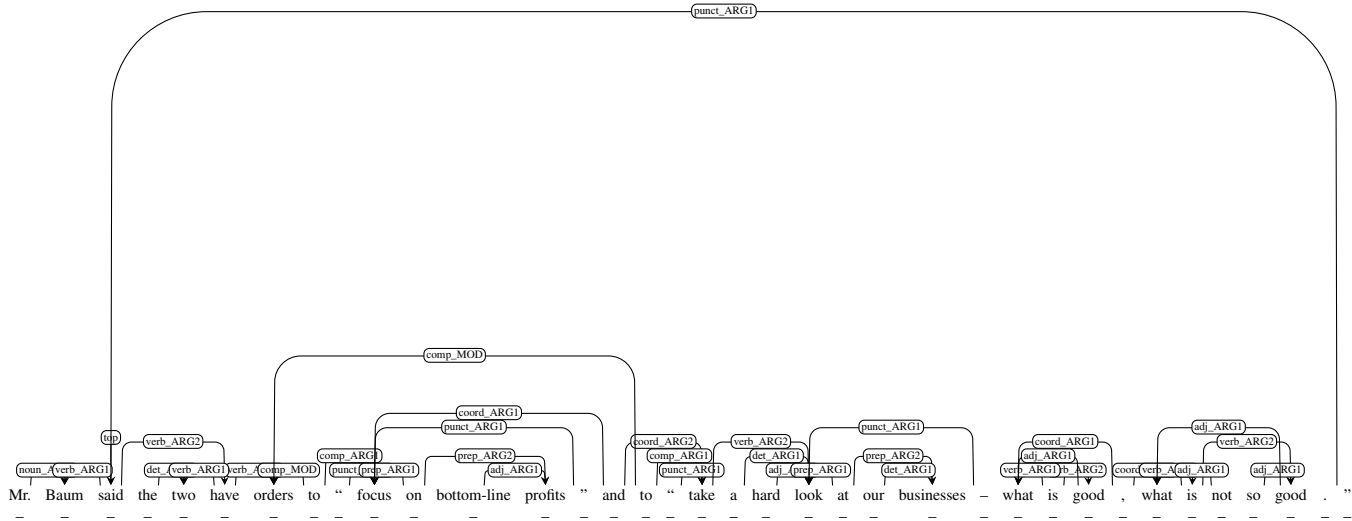 punct_ARG1
comp_MOD
coord_ARG1
punct_ARG1 punct_ARG1
top verb_ARG2 coord_ARG2 verb_ARG2 coord_ARG1 adj_ARG1
comp_ARG1 prep_ARG2 comp_ARG1 det_ARG1 prep_ARG2 adj_ARG1 verb_ARG2
verb_ARG1 verb_ARG1 comp_MOD prep_ARG1 adj_ARG1 punct_ARG1 prep_ARG1 det_ARG1 verb_ARG1 adj_ARG1 adj_ARG1
Mr. Baum said the two have orders to “ focus on bottom-line profits ” and to “ take a hard look at our businesses – what is good , what is not so good . ”
_ _ _ _ _ _ _ _ _ _ _ _ _ _ _ _ _ _ _ _ _ _ _ _ _ _ _ _ _ _ _ _ _ _ _ _ _